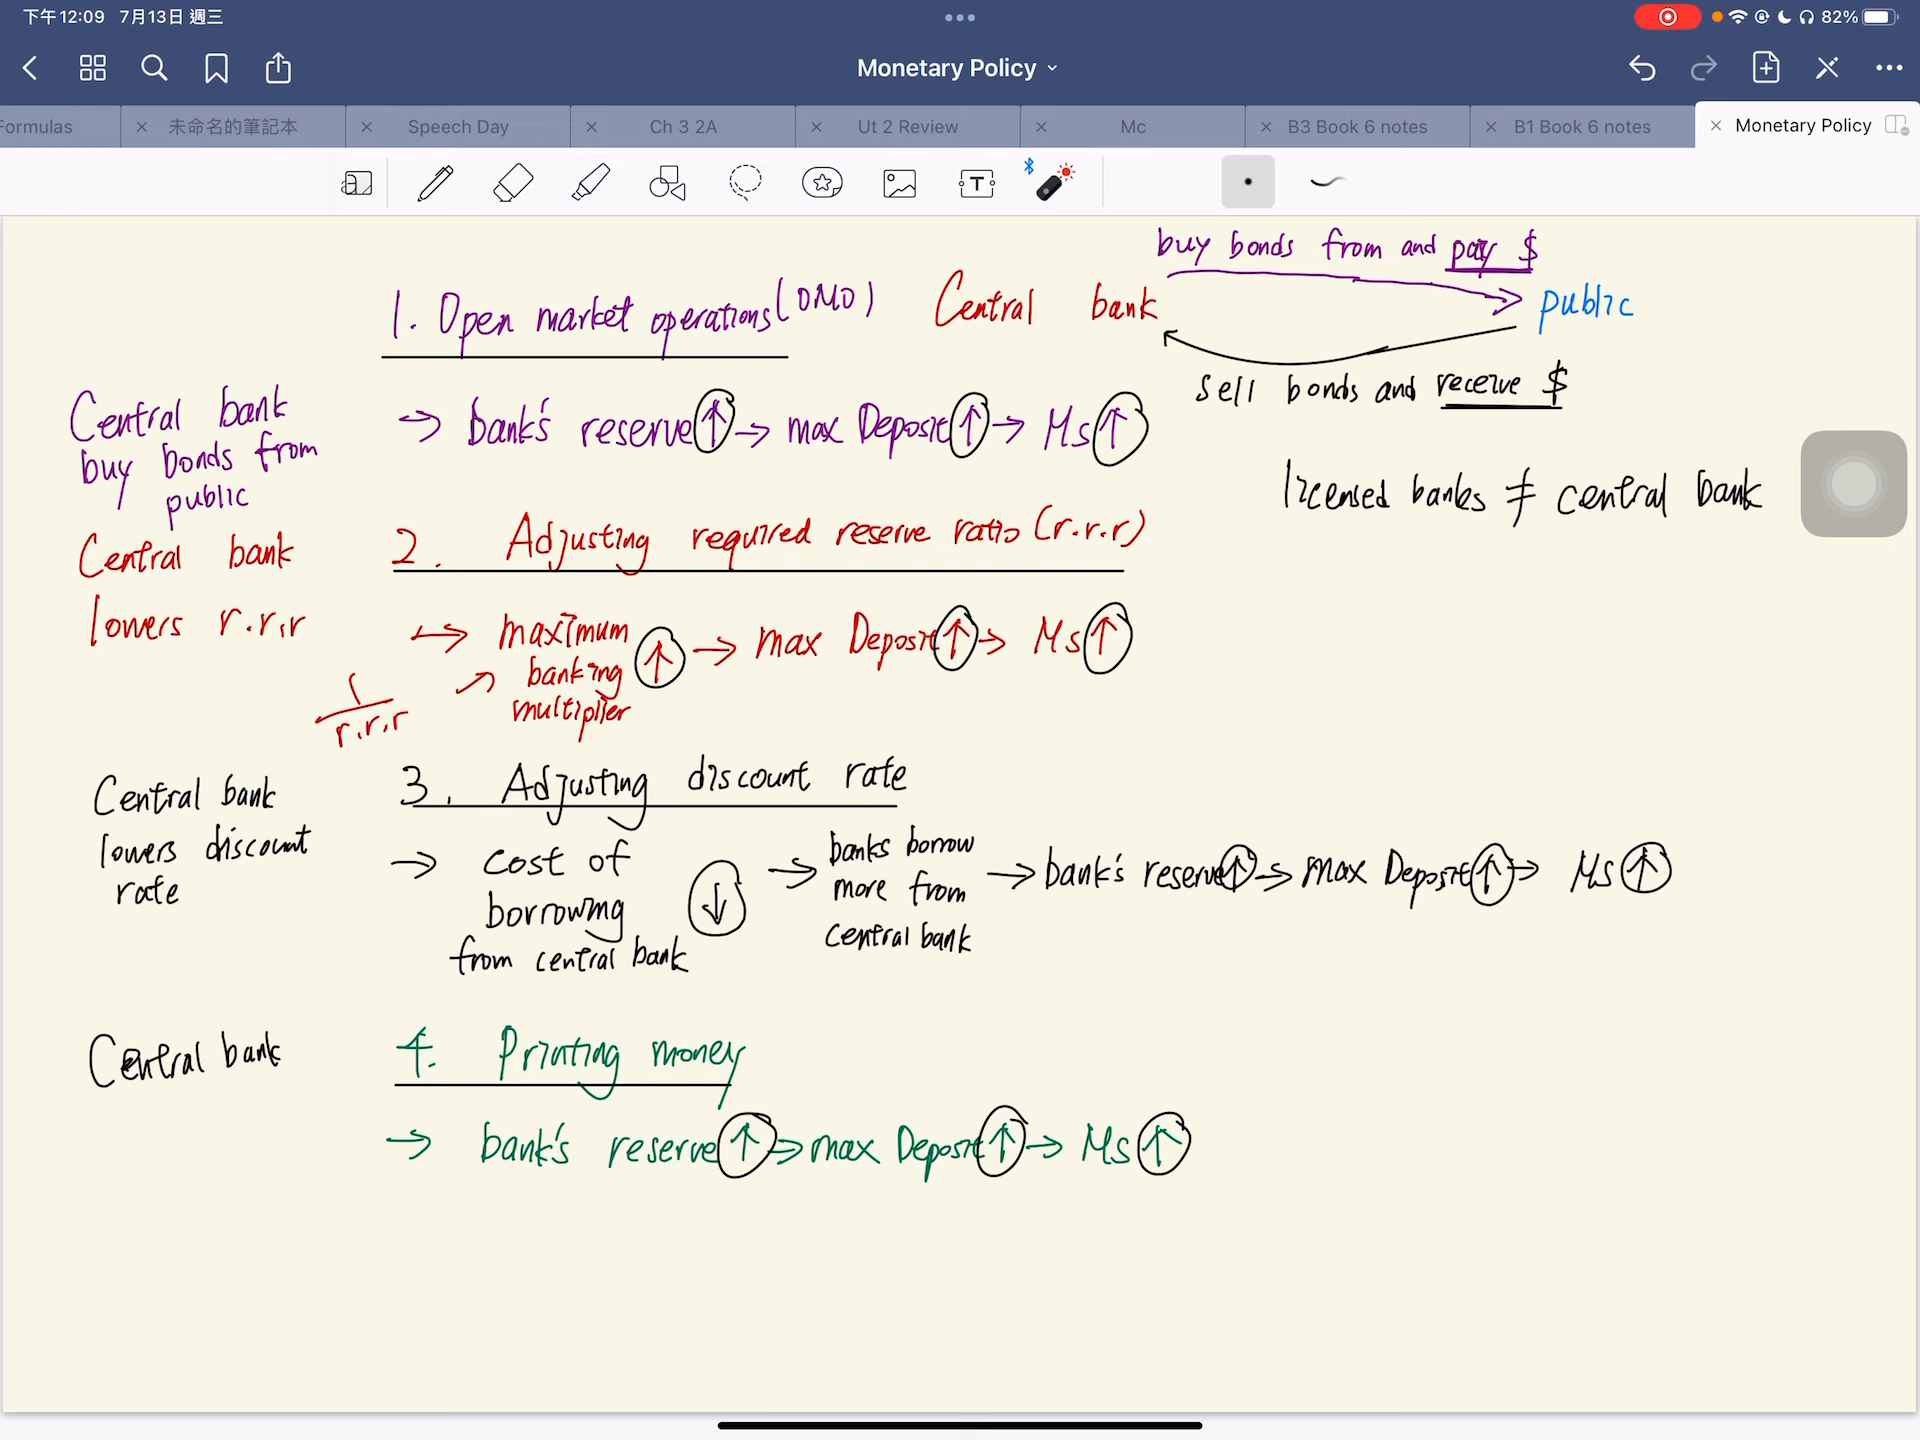 下午12:09 7月13日 週三
82%
Monetary Policy
Formulas
未命名的筆記本
Speech Day
Ch 3 2A
Ut 2 Review
Mc
B3 Book 6 notes
B1 Book 6 notes
Monetary Policy
buy bonds from and pay $
1. Open market operations (OMO)
Central bank
public
sell bonds and receive $
Central bank
buy bonds from
public
→ bank's reserve ↑ → max Deposit ↑ → Ms ↑
licensed banks ≠ central bank
2. Adjusting required reserve ratio (r.r.r)
Central bank
lowers r.r.r
→ maximum
banking
multiplier
↑ → max Deposit ↑ → Ms ↑
1
r.r.r
3. Adjusting discount rate
Central bank
lowers discount
rate
→ cost of
borrowing
from central bank
↓ → banks borrow
more from
central bank
→ bank's reserve ↑ → max Deposit ↑ → Ms ↑
Central bank
4. Printing money
→ bank's reserve ↑ → max Deposit ↑ → Ms ↑